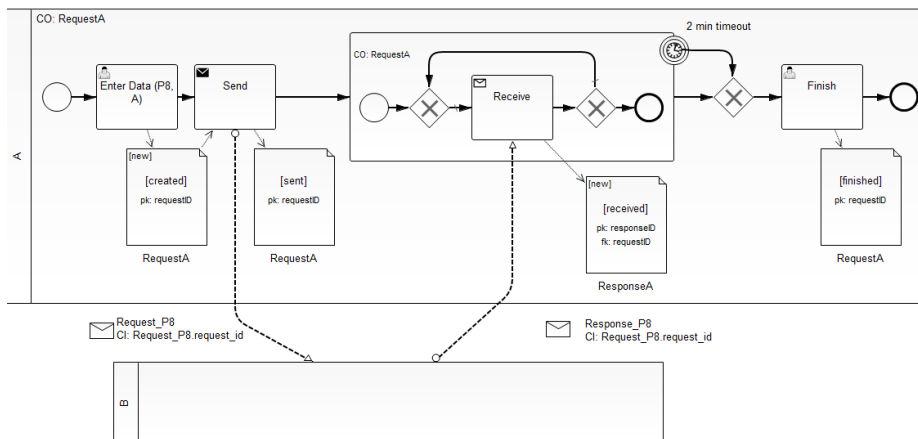 CO: RequestA
2 min timeout
CO: RequestA
Enter Data (P8,
A)
Send
Receive
Finish
A
[new]
[created]
pk: requestID
RequestA
[sent]
pk: requestID
RequestA
[new]
[received]
pk: responseID
fk: requestID
ResponseA
[finished]
pk: requestID
RequestA
Request_P8
CI: Request_P8.request_id
Response_P8
CI: Request_P8.request_id
B